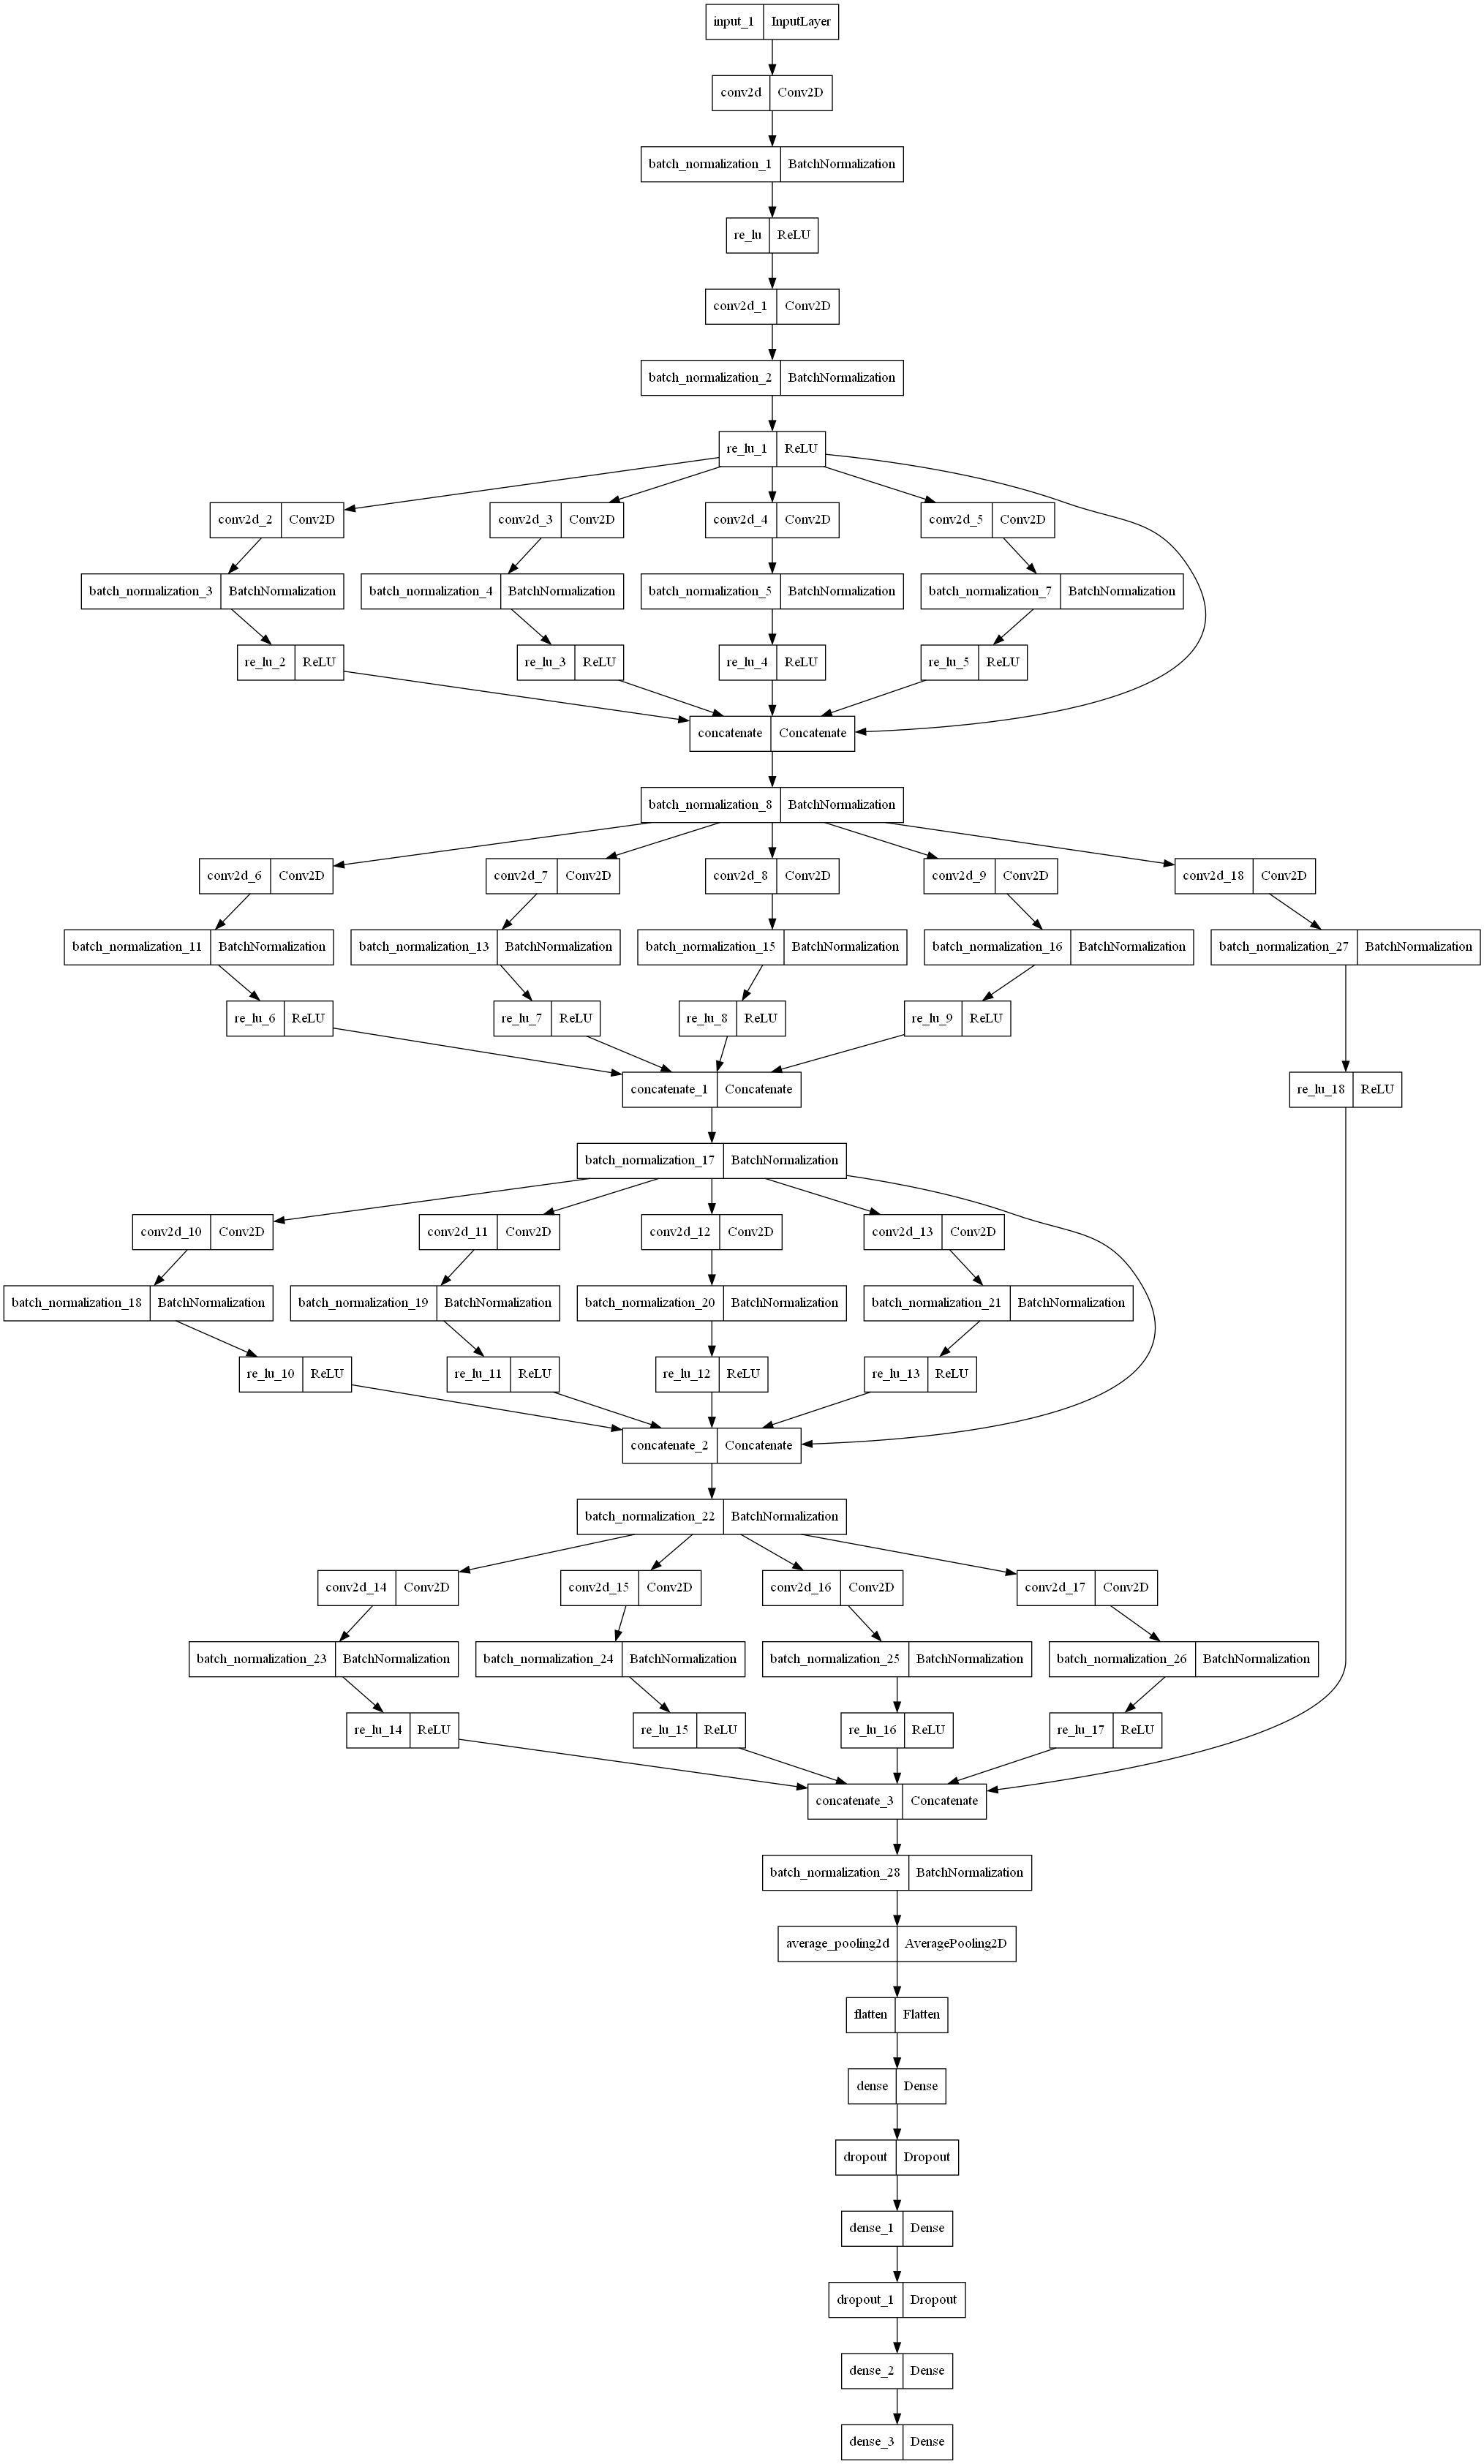 input_1 InputLayer
conv2d Conv2D
batch_normalization_1 BatchNormalization
re_lu ReLU
conv2d_1 Conv2D
batch_normalization_2 BatchNormalization
re_lu_1 ReLU
conv2d_2 Conv2D conv2d_3 Conv2D conv2d_4 Conv2D conv2d_5 Conv2D
batch_normalization_3 BatchNormalization batch_normalization_4 BatchNormalization batch_normalization_5 BatchNormalization batch_normalization_7 BatchNormalization
re_lu_2 ReLU re_lu_3 ReLU re_lu_4 ReLU re_lu_5 ReLU
concatenate Concatenate
batch_normalization_8 BatchNormalization
conv2d_6 Conv2D conv2d_7 Conv2D conv2d_8 Conv2D conv2d_9 Conv2D conv2d_18 Conv2D
batch_normalization_11 BatchNormalization batch_normalization_13 BatchNormalization batch_normalization_15 BatchNormalization batch_normalization_16 BatchNormalization batch_normalization_27 BatchNormalization
re_lu_6 ReLU re_lu_7 ReLU re_lu_8 ReLU re_lu_9 ReLU
concatenate_1 Concatenate re_lu_18 ReLU
batch_normalization_17 BatchNormalization
conv2d_10 Conv2D conv2d_11 Conv2D conv2d_12 Conv2D conv2d_13 Conv2D
batch_normalization_18 BatchNormalization batch_normalization_19 BatchNormalization batch_normalization_20 BatchNormalization batch_normalization_21 BatchNormalization
re_lu_10 ReLU re_lu_11 ReLU re_lu_12 ReLU re_lu_13 ReLU
concatenate_2 Concatenate
batch_normalization_22 BatchNormalization
conv2d_14 Conv2D conv2d_15 Conv2D conv2d_16 Conv2D conv2d_17 Conv2D
batch_normalization_23 BatchNormalization batch_normalization_24 BatchNormalization batch_normalization_25 BatchNormalization batch_normalization_26 BatchNormalization
re_lu_14 ReLU re_lu_15 ReLU re_lu_16 ReLU re_lu_17 ReLU
concatenate_3 Concatenate
batch_normalization_28 BatchNormalization
average_pooling2d AveragePooling2D
flatten Flatten
dense Dense
dropout Dropout
dense_1 Dense
dropout_1 Dropout
dense_2 Dense
dense_3 Dense